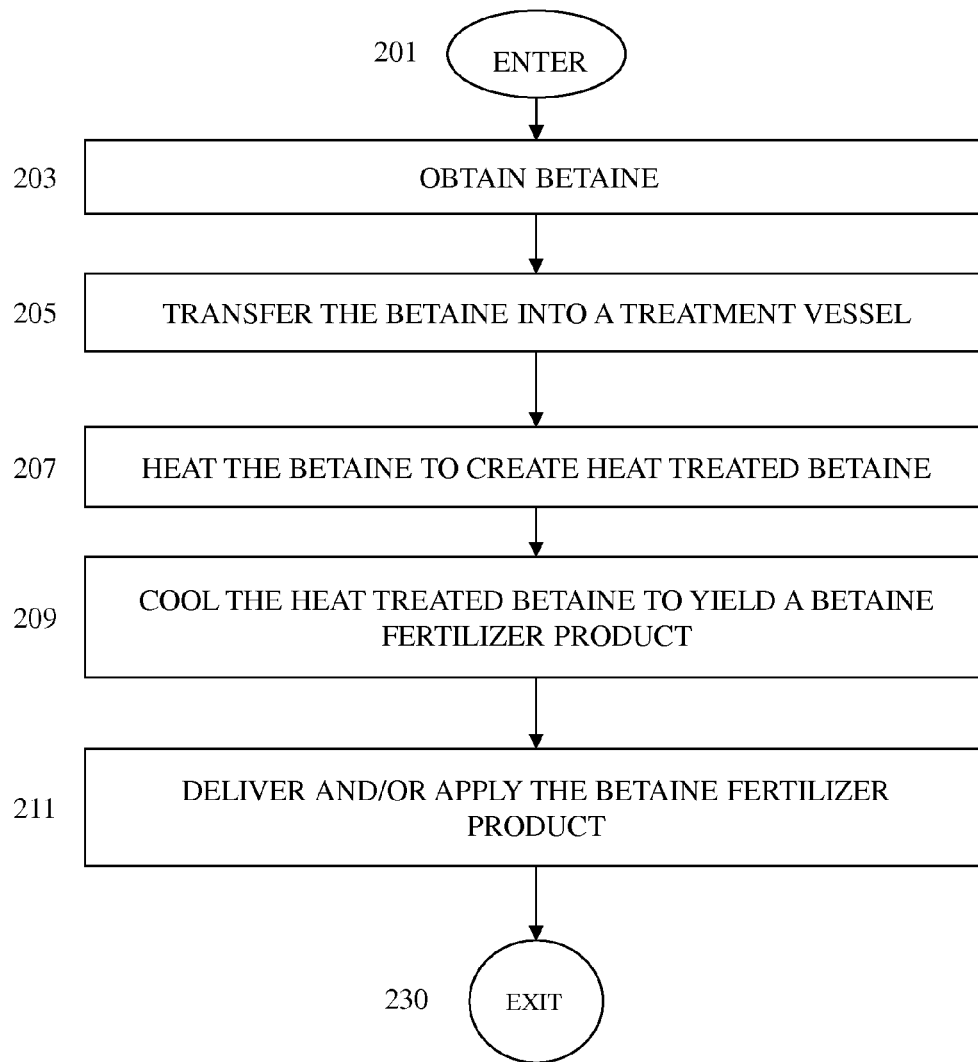 201
ENTER
203
OBTAIN BETAINE
205
TRANSFER THE BETAINE INTO A TREATMENT VESSEL
207
HEAT THE BETAINE TO CREATE HEAT TREATED BETAINE
209
COOL THE HEAT TREATED BETAINE TO YIELD A BETAINE
FERTILIZER PRODUCT
211
DELIVER AND/OR APPLY THE BETAINE FERTILIZER
PRODUCT
230
EXIT